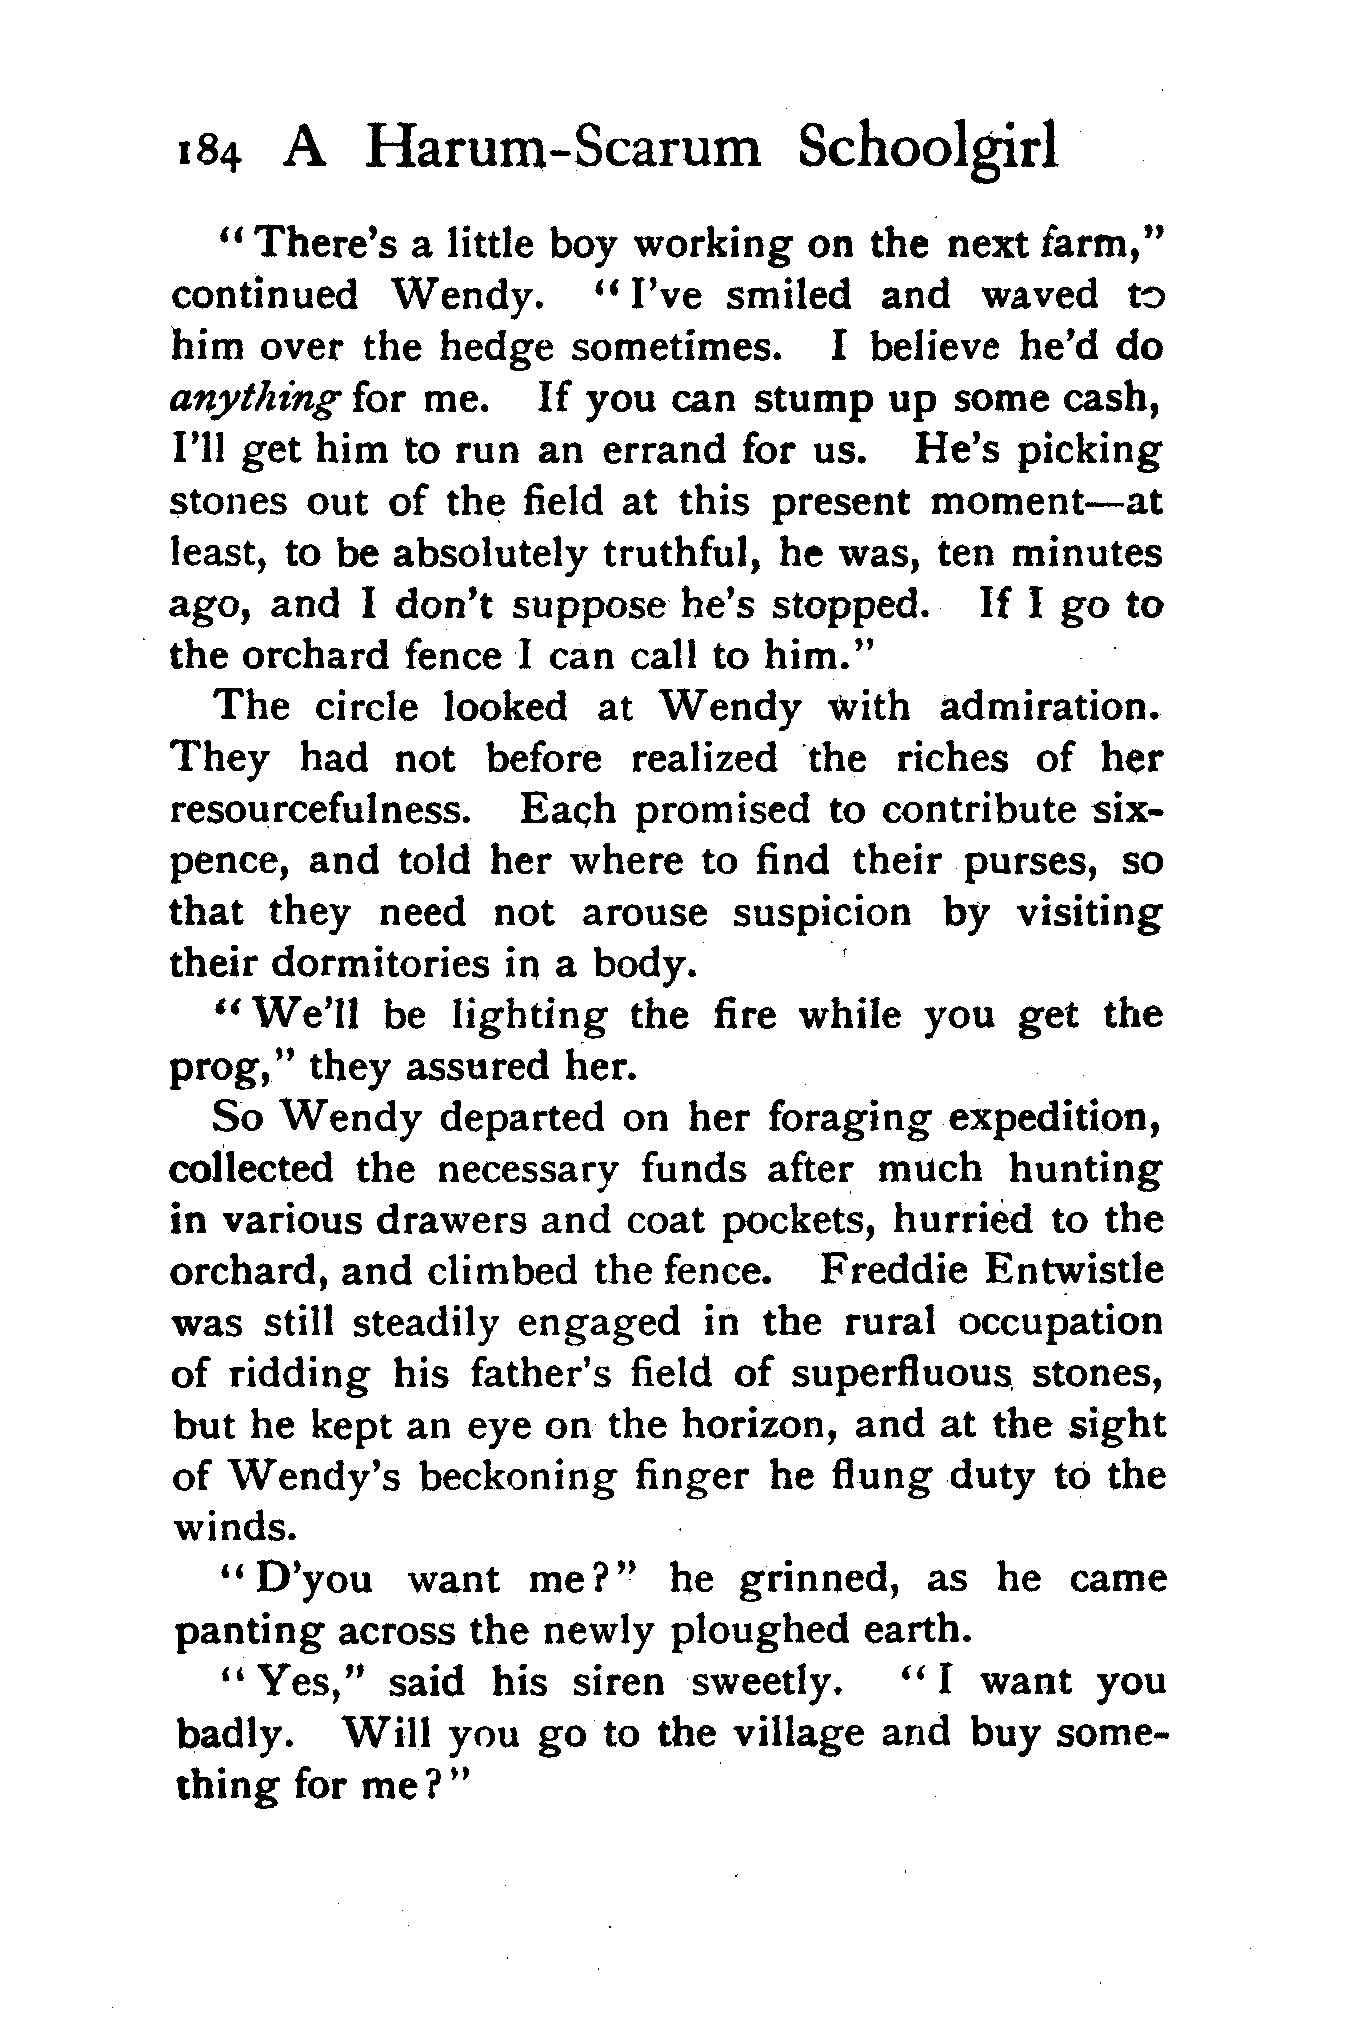 184 A Harum-Scarum Schoolgirl
“There's a little boy working on the next farm,”
continued Wendy. “I've smiled and waved to
him over the hedge sometimes. I believe he'd do
anything for me. If you can stump up some cash,
I'll get him to run an errand for us. He's picking
stones out of the field at this present moment—at
least, to be absolutely truthful, he was, ten minutes
ago, and I don't suppose he's stopped. If I go to
the orchard fence I can call to him.”
The circle looked at Wendy with admiration.
They had not before realized the riches of her
resourcefulness. Each promised to contribute six-
pence, and told her where to find their purses, so
that they need not arouse suspicion by visiting
their dormitories in a body.
“We'll be lighting the fire while you get the
prog,” they assured her.
So Wendy departed on her foraging expedition,
collected the necessary funds after much hunting
in various drawers and coat pockets, hurried to the
orchard, and climbed the fence. Freddie Entwistle
was still steadily engaged in the rural occupation
of ridding his father's field of superfluous stones,
but he kept an eye on the horizon, and at the sight
of Wendy's beckoning finger he flung duty to the
winds.
“D'you want me?” he grinned, as he came
panting across the newly ploughed earth.
“Yes,” said his siren sweetly. “I want you
badly. Will you go to the village and buy some-
thing for me?”